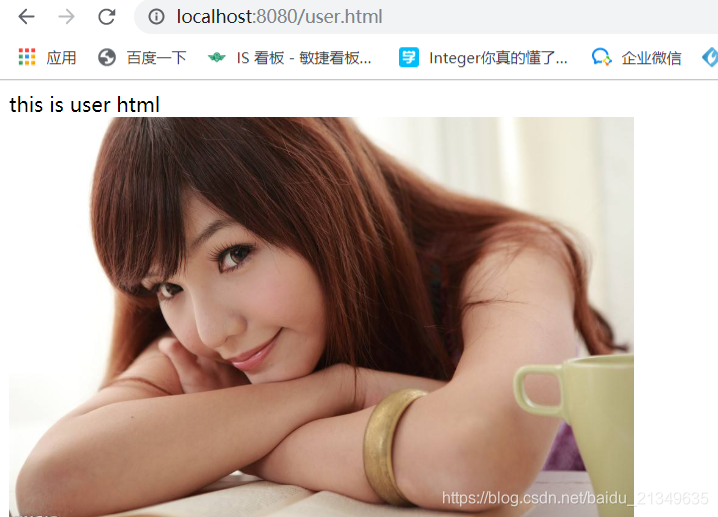 localhost:8080/user.html
应用 百度一下 IS 看板 - 敏捷看板... 学 Integer你真的懂了... 企业微信
this is user html
https://blog.csdn.net/baidu_21349635